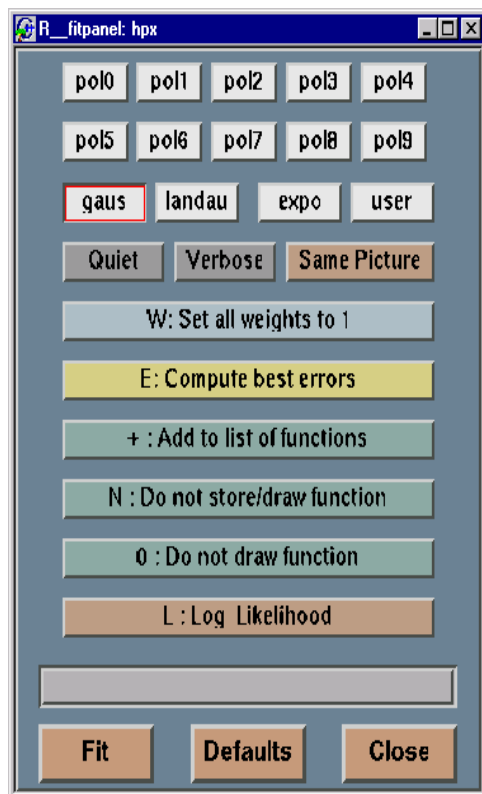 R__fitpanel: hpx
pol0 pol1 pol2 pol3 pol4
pol5 pol6 pol7 pol8 pol9
gaus landau expo user
Quiet Verbose Same Picture
W: Set all weights to 1
E: Compute best errors
+ : Add to list of functions
N : Do not store/draw function
0 : Do not draw function
L : Log Likelihood
Fit Defaults Close